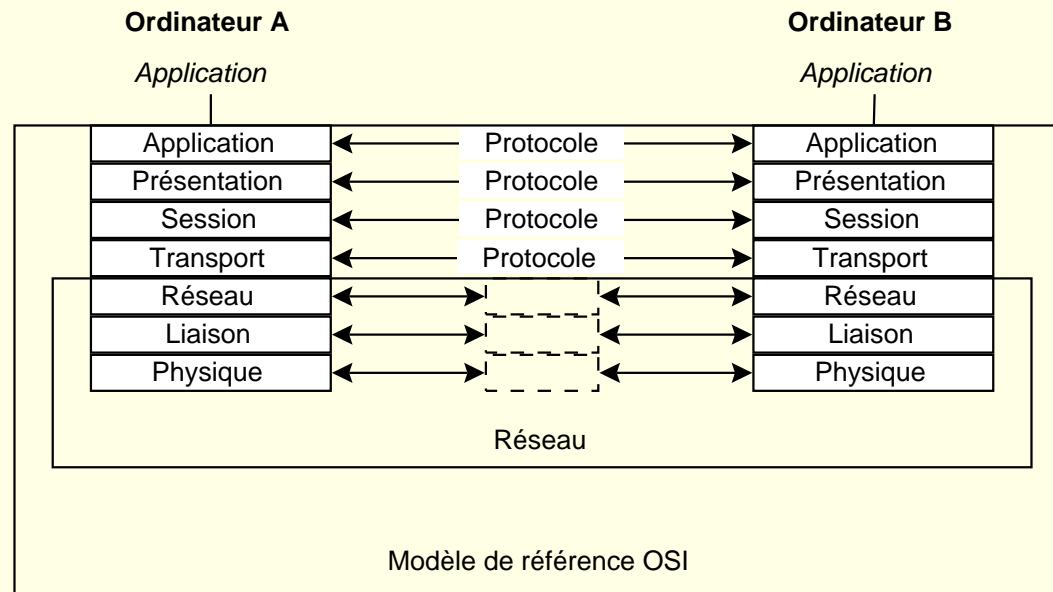 Ordinateur A Ordinateur B
Application Application
Application Protocole Application
Présentation Protocole Présentation
Session Protocole Session
Transport Protocole Transport
Réseau Réseau
Liaison Liaison
Physique Physique
Réseau
Modèle de référence OSI